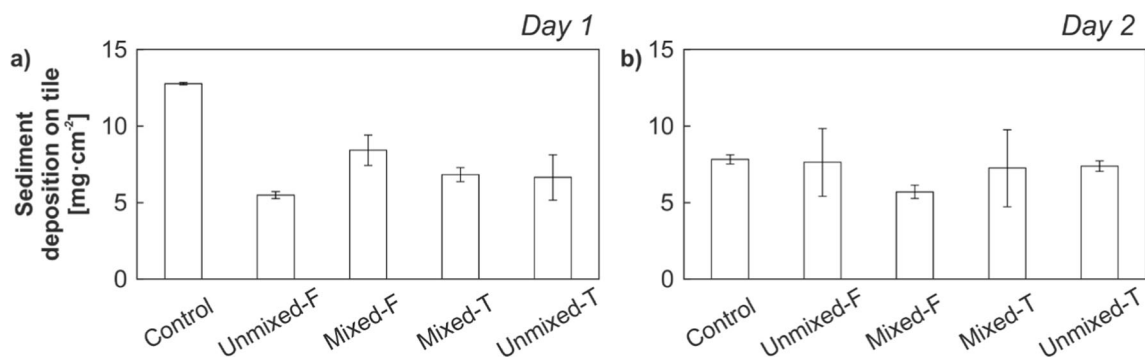 Day 1
a)
Sediment
deposition on tile
[mg·cm⁻²]
15
10
5
0
Control
Unmixed-F
Mixed-F
Mixed-T
Unmixed-T
Day 2
b)
15
10
5
0
Control
Unmixed-F
Mixed-F
Mixed-T
Unmixed-T